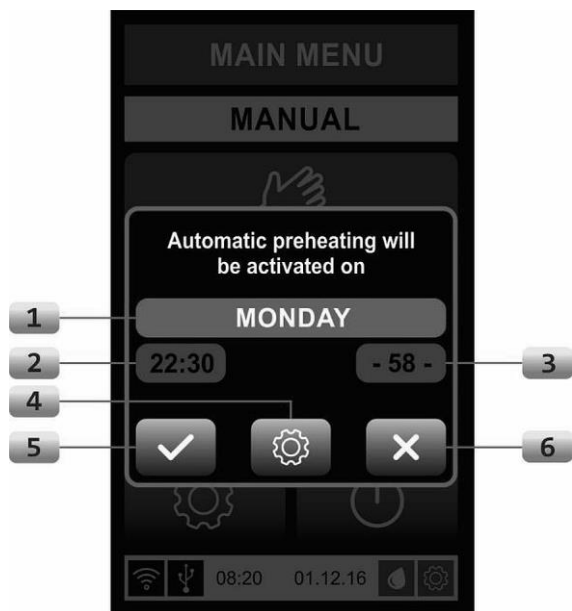 MAIN MENU
MANUAL
Automatic preheating will
be activated on
1
MONDAY
2
22:30
- 58 -
3
4
5
6
08:20
01.12.16